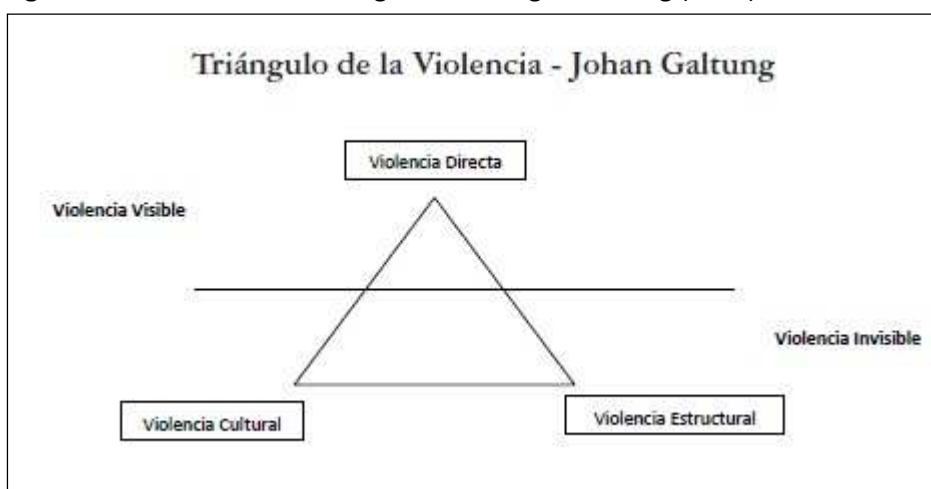 Triángulo de la Violencia - Johan Galtung
Violencia Directa
Violencia Visible
Violencia Invisible
Violencia Cultural
Violencia Estructural